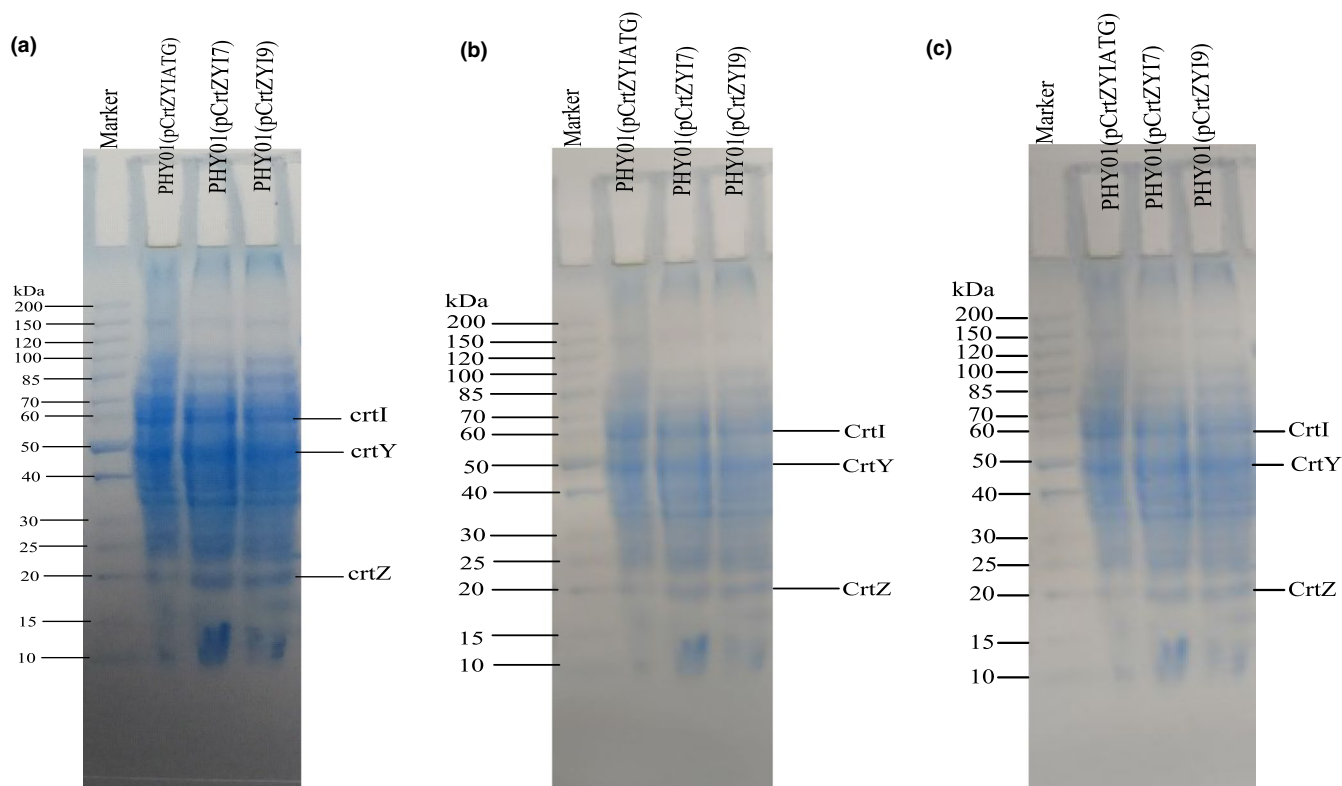 (a)
Marker
PHY01(pCrtZYIATG)
PHY01(pCrtZYI7)
PHY01(pCrtZYI9)
kDa
200
150
120
100
85
70
60
50
40
30
25
20
15
10
crtI
crtY
crtZ
(b)
Marker
PHY01(pCrtZYIATG)
PHY01(pCrtZYI7)
PHY01(pCrtZYI9)
kDa
200
150
120
100
85
70
60
50
40
30
25
20
15
10
CrtI
CrtY
CrtZ
(c)
Marker
PHY01(pCrtZYIATG)
PHY01(pCrtZYI7)
PHY01(pCrtZYI9)
kDa
200
150
120
100
85
70
60
50
40
30
25
20
15
10
CrtI
CrtY
CrtZ